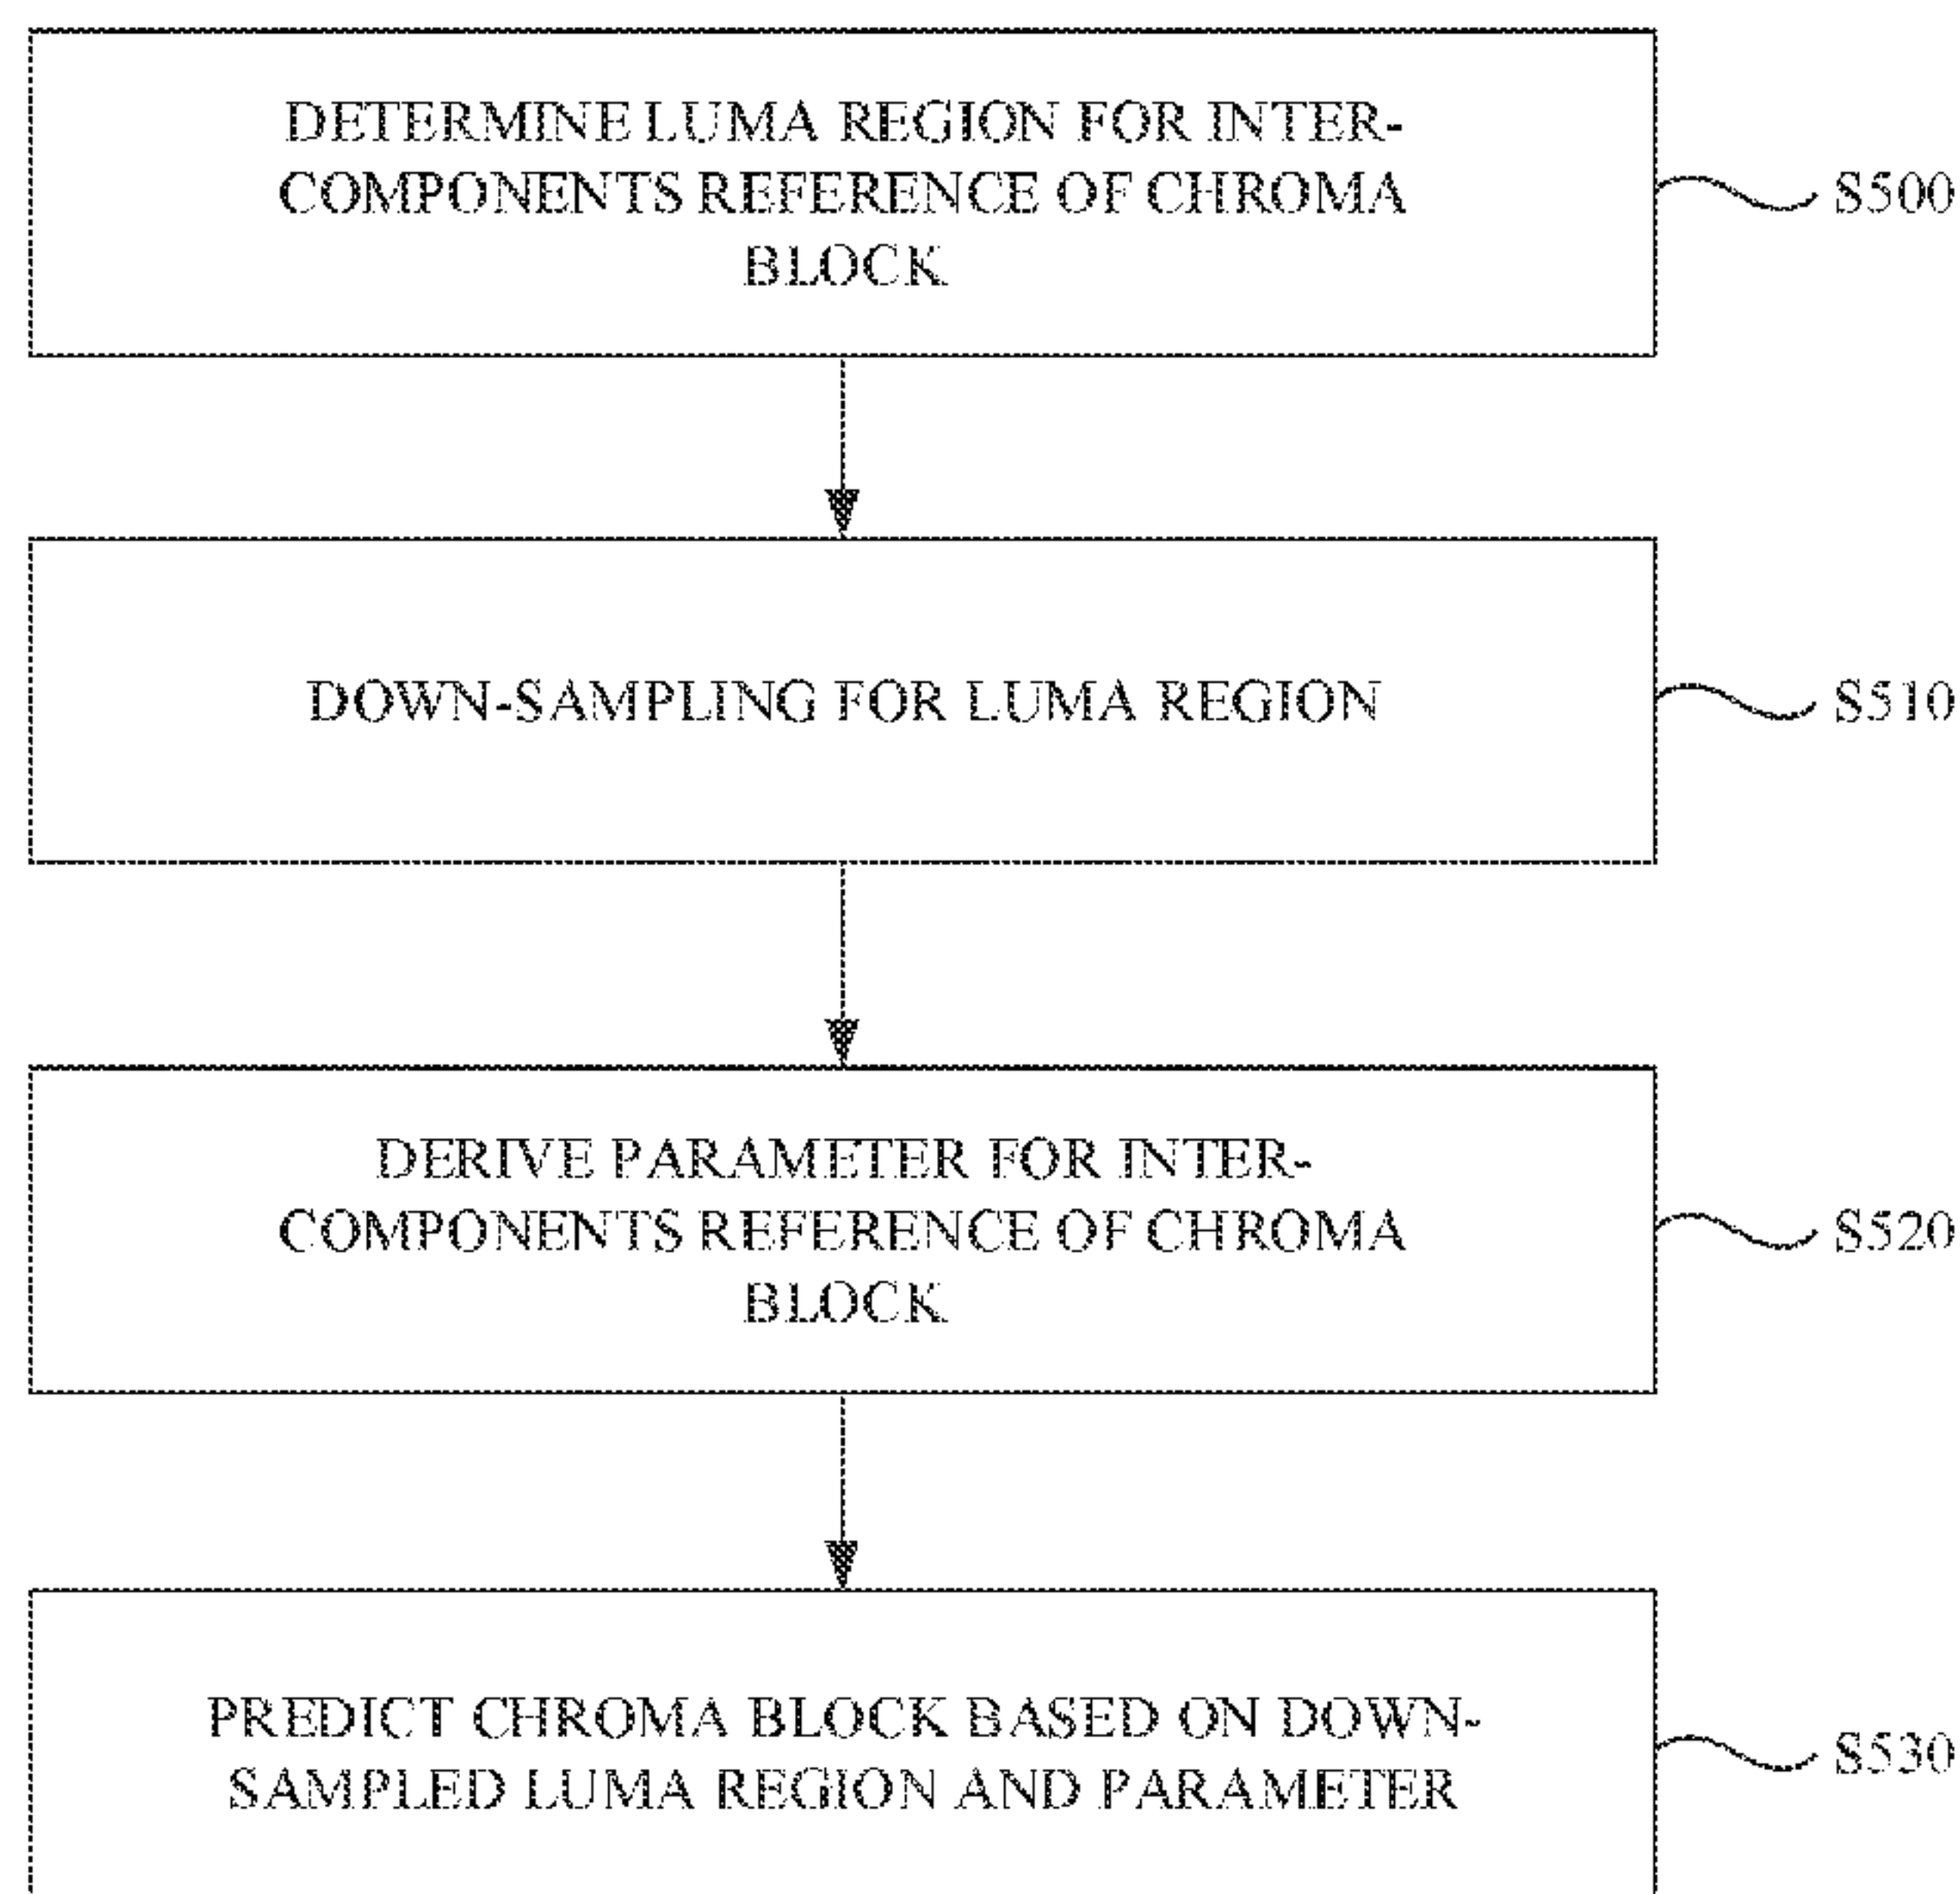 DETERMINE LUMA REGION FOR INTER-
COMPONENTS REFERENCE OF CHROMA
BLOCK
S500
DOWN-SAMPLING FOR LUMA REGION
S510
DERIVE PARAMETER FOR INTER-
COMPONENTS REFERENCE OF CHROMA
BLOCK
S520
PREDICT CHROMA BLOCK BASED ON DOWN-
SAMPLED LUMA REGION AND PARAMETER
S530